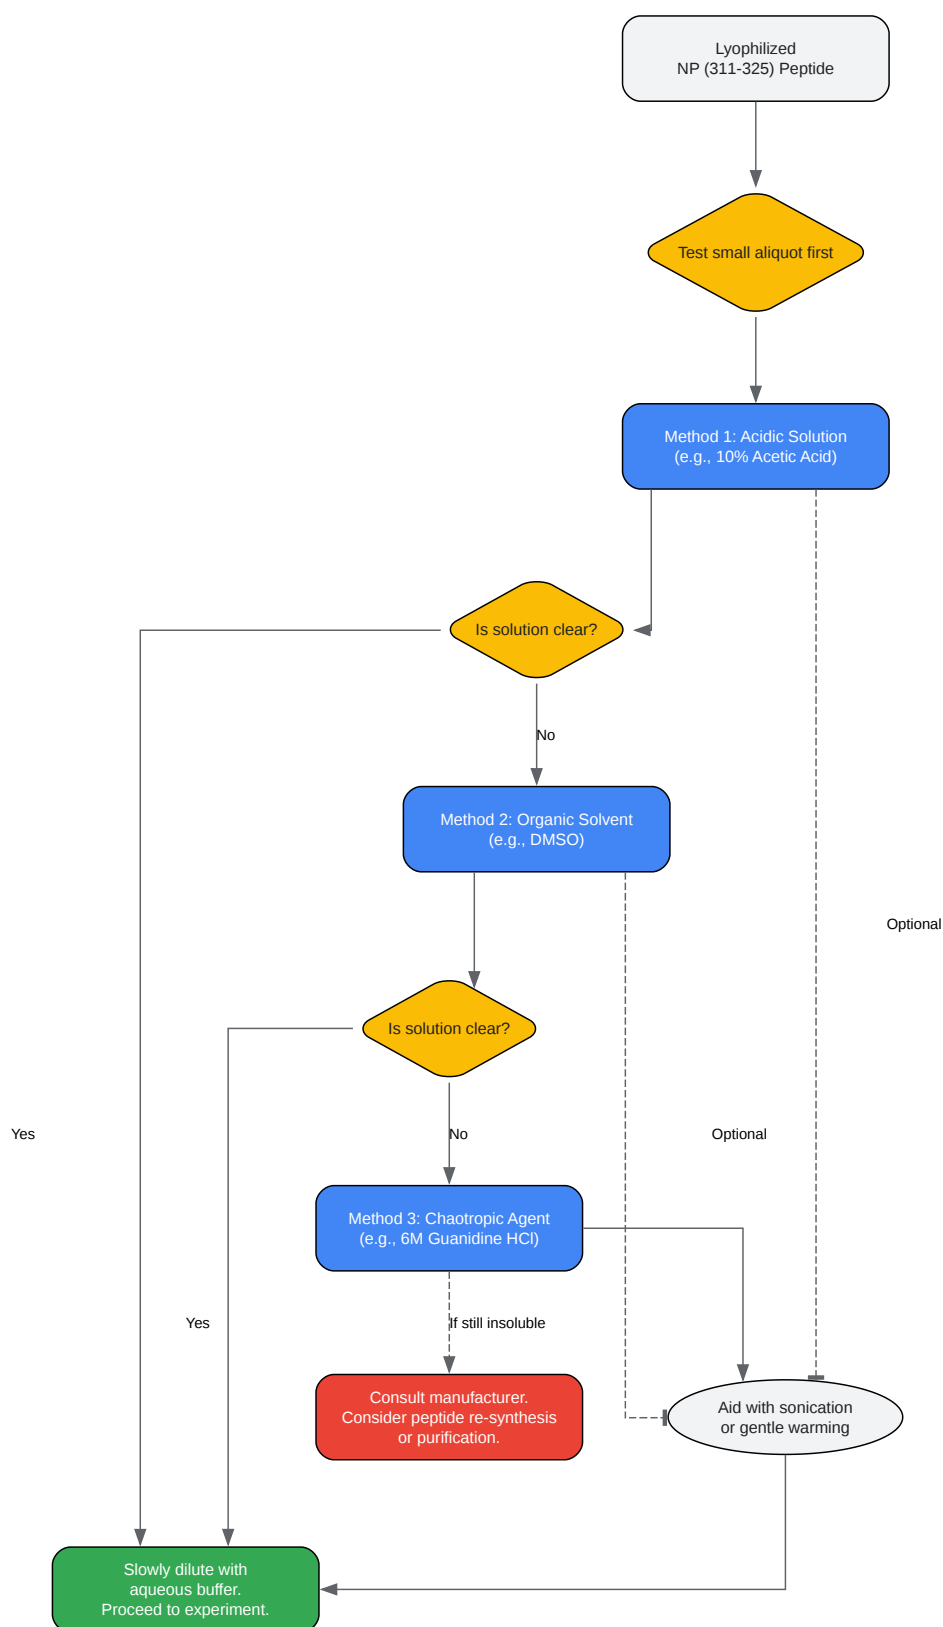 Lyophilized
NP (311-325) Peptide
Test small aliquot first
Method 1: Acidic Solution
(e.g., 10% Acetic Acid)
Is solution clear?
No
Method 2: Organic Solvent
(e.g., DMSO)
Optional
Is solution clear?
Yes
No
Optional
Method 3: Chaotropic Agent
(e.g., 6M Guanidine HCl)
Yes
If still insoluble
Consult manufacturer.
Consider peptide re-synthesis
or purification.
Aid with sonication
or gentle warming
Slowly dilute with
aqueous buffer.
Proceed to experiment.